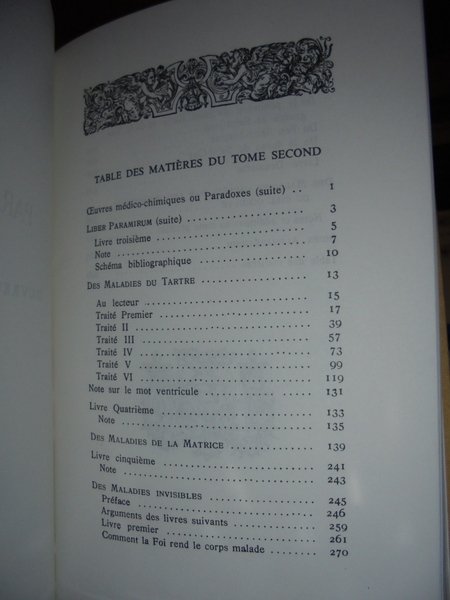 TABLE DES MATIÈRES DU TOME SECOND
Œuvres médico-chimiques ou Paradoxes (suite) .. 1
LIBER PARAMIRUM (suite) ................ 3
Livre troisième .................... 5
Note .................... 7
Schéma bibliographique .................... 10
DES MALADIES DU TARTRE .................... 13
Au lecteur .................... 15
Traité Premier .................... 17
Traité II .................... 39
Traité III .................... 57
Traité IV .................... 73
Traité V .................... 99
Traité VI .................... 119
Note sur le mot ventricule .................... 131
Livre Quatrième .................... 133
Note .................... 135
DES MALADIES DE LA MATRICE .................... 139
Livre cinquième .................... 241
Note .................... 243
DES MALADIES INVISIBLES .................... 245
Préface .................... 246
Arguments des livres suivants .................... 259
Livre premier .................... 261
Comment la Foi rend le corps malade .................... 270